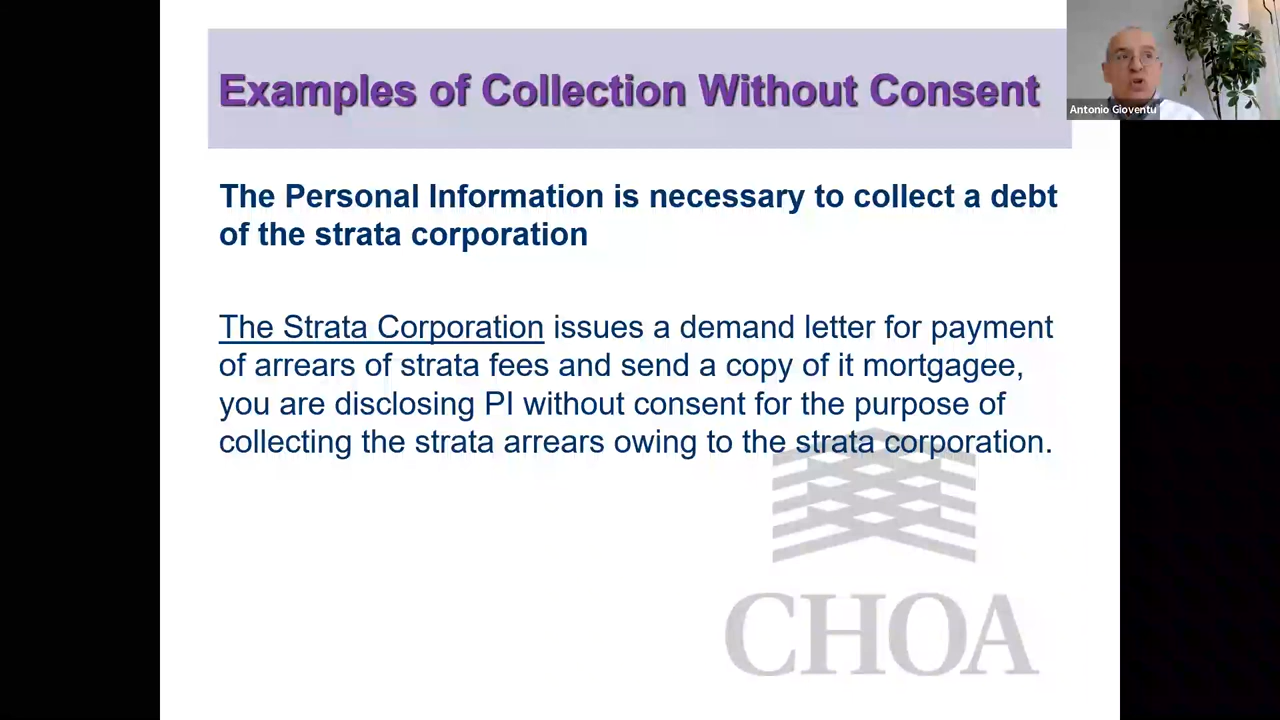 Examples of Collection Without Consent
Antonio Gioventu
The Personal Information is necessary to collect a debt
of the strata corporation
The Strata Corporation issues a demand letter for payment
of arrears of strata fees and send a copy of it mortgagee,
you are disclosing PI without consent for the purpose of
collecting the strata arrears owing to the strata corporation.
CHOA